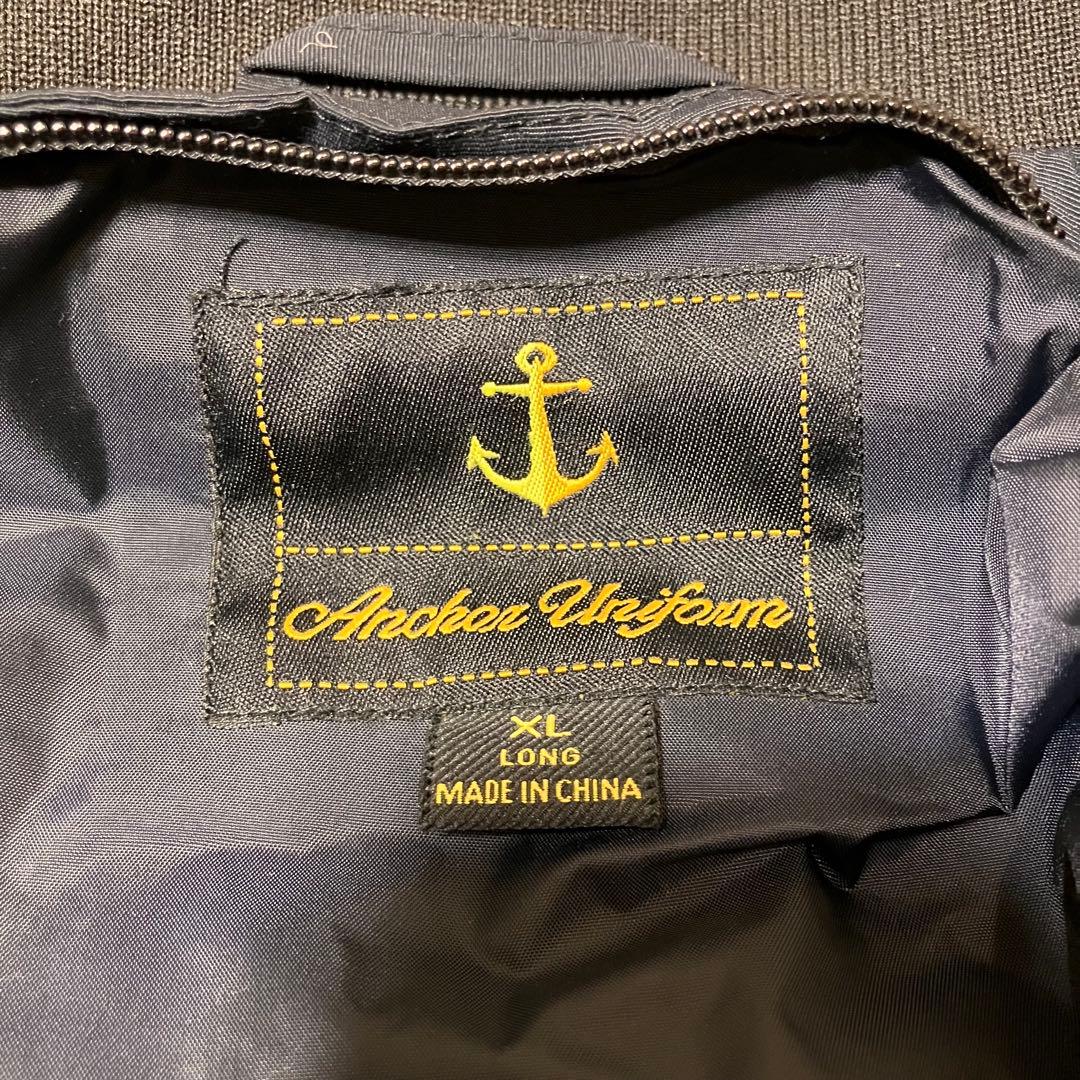 Anchor Uniform
XL
LONG
MADE IN CHINA